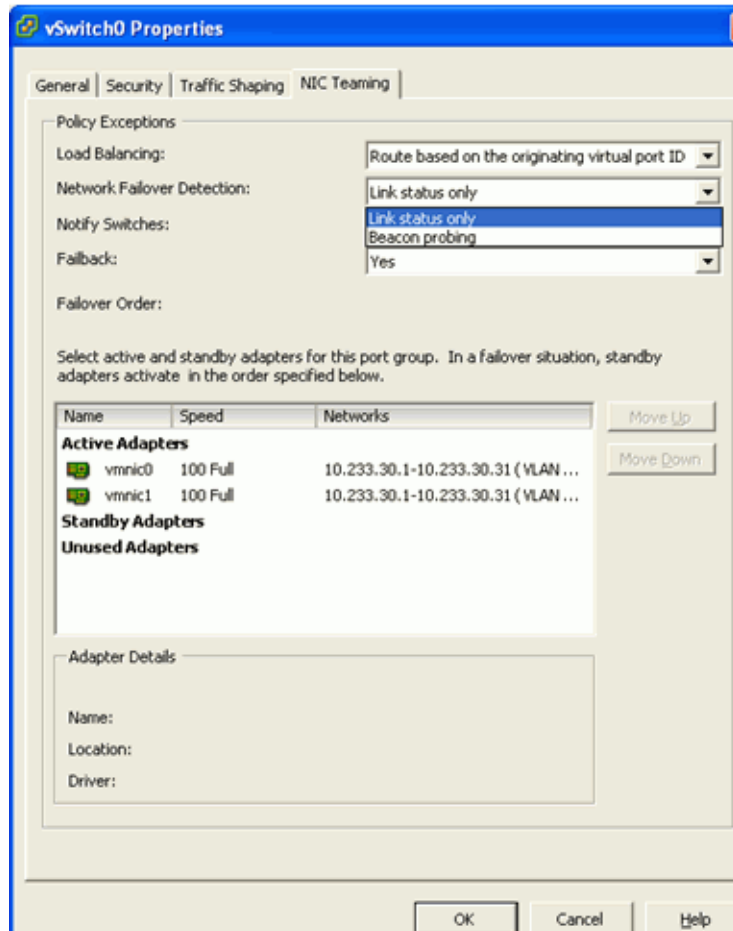 vSwitch0 Properties
General Security Traffic Shaping NIC Teaming
Policy Exceptions
Load Balancing: Route based on the originating virtual port ID
Network Failover Detection: Link status only
Link status only
Notify Switches:
Beacon probing
Failback: Yes
Failover Order:
Select active and standby adapters for this port group. In a failover situation, standby
adapters activate in the order specified below.
Name Speed Networks
Move Up
Active Adapters
vmnic0 100 Full 10.233.30.1-10.233.30.31 ( VLAN ...
Move Down
vmnic1 100 Full 10.233.30.1-10.233.30.31 ( VLAN ...
Standby Adapters
Unused Adapters
Adapter Details
Name:
Location:
Driver:
OK Cancel Help